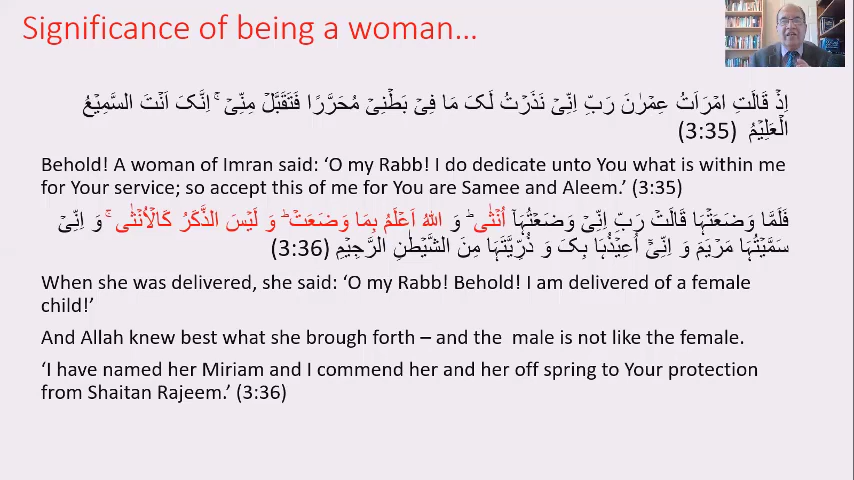 Significance of being a woman...
اِذۡ قَالَتِ امۡرَاَتُ عِمۡرٰنَ رَبِّ اِنِّیۡ نَذَرۡتُ لَکَ مَا فِیۡ بَطۡنِیۡ مُحَرَّرًا فَتَقَبَّلۡ مِنِّیۡ ۚ اِنَّکَ اَنۡتَ السَّمِیۡعُ
الۡعَلِیۡمُ (3:35)
Behold! A woman of Imran said: ‘O my Rabb! I do dedicate unto You what is within me
for Your service; so accept this of me for You are Samee and Aleem.’ (3:35)
فَلَمَّا وَضَعَتۡہَا قَالَتۡ رَبِّ اِنِّیۡ وَضَعۡتُہَاۤ اُنۡثٰی ؕ وَ اللّٰہُ اَعۡلَمُ بِمَا وَضَعَتۡ ؕ وَ لَیۡسَ الذَّکَرُ کَالۡاُنۡثٰی ۚ وَ اِنِّیۡ
سَمَّیۡتُہَا مَرۡیَمَ وَ اِنِّیۡۤ اُعِیۡذُہَا بِکَ وَ ذُرِّیَّتَہَا مِنَ الشَّیۡطٰنِ الرَّجِیۡمِ (3:36)
When she was delivered, she said: ‘O my Rabb! Behold! I am delivered of a female
child!’
And Allah knew best what she brough forth – and the male is not like the female.
‘I have named her Miriam and I commend her and her off spring to Your protection
from Shaitan Rajeem.’ (3:36)